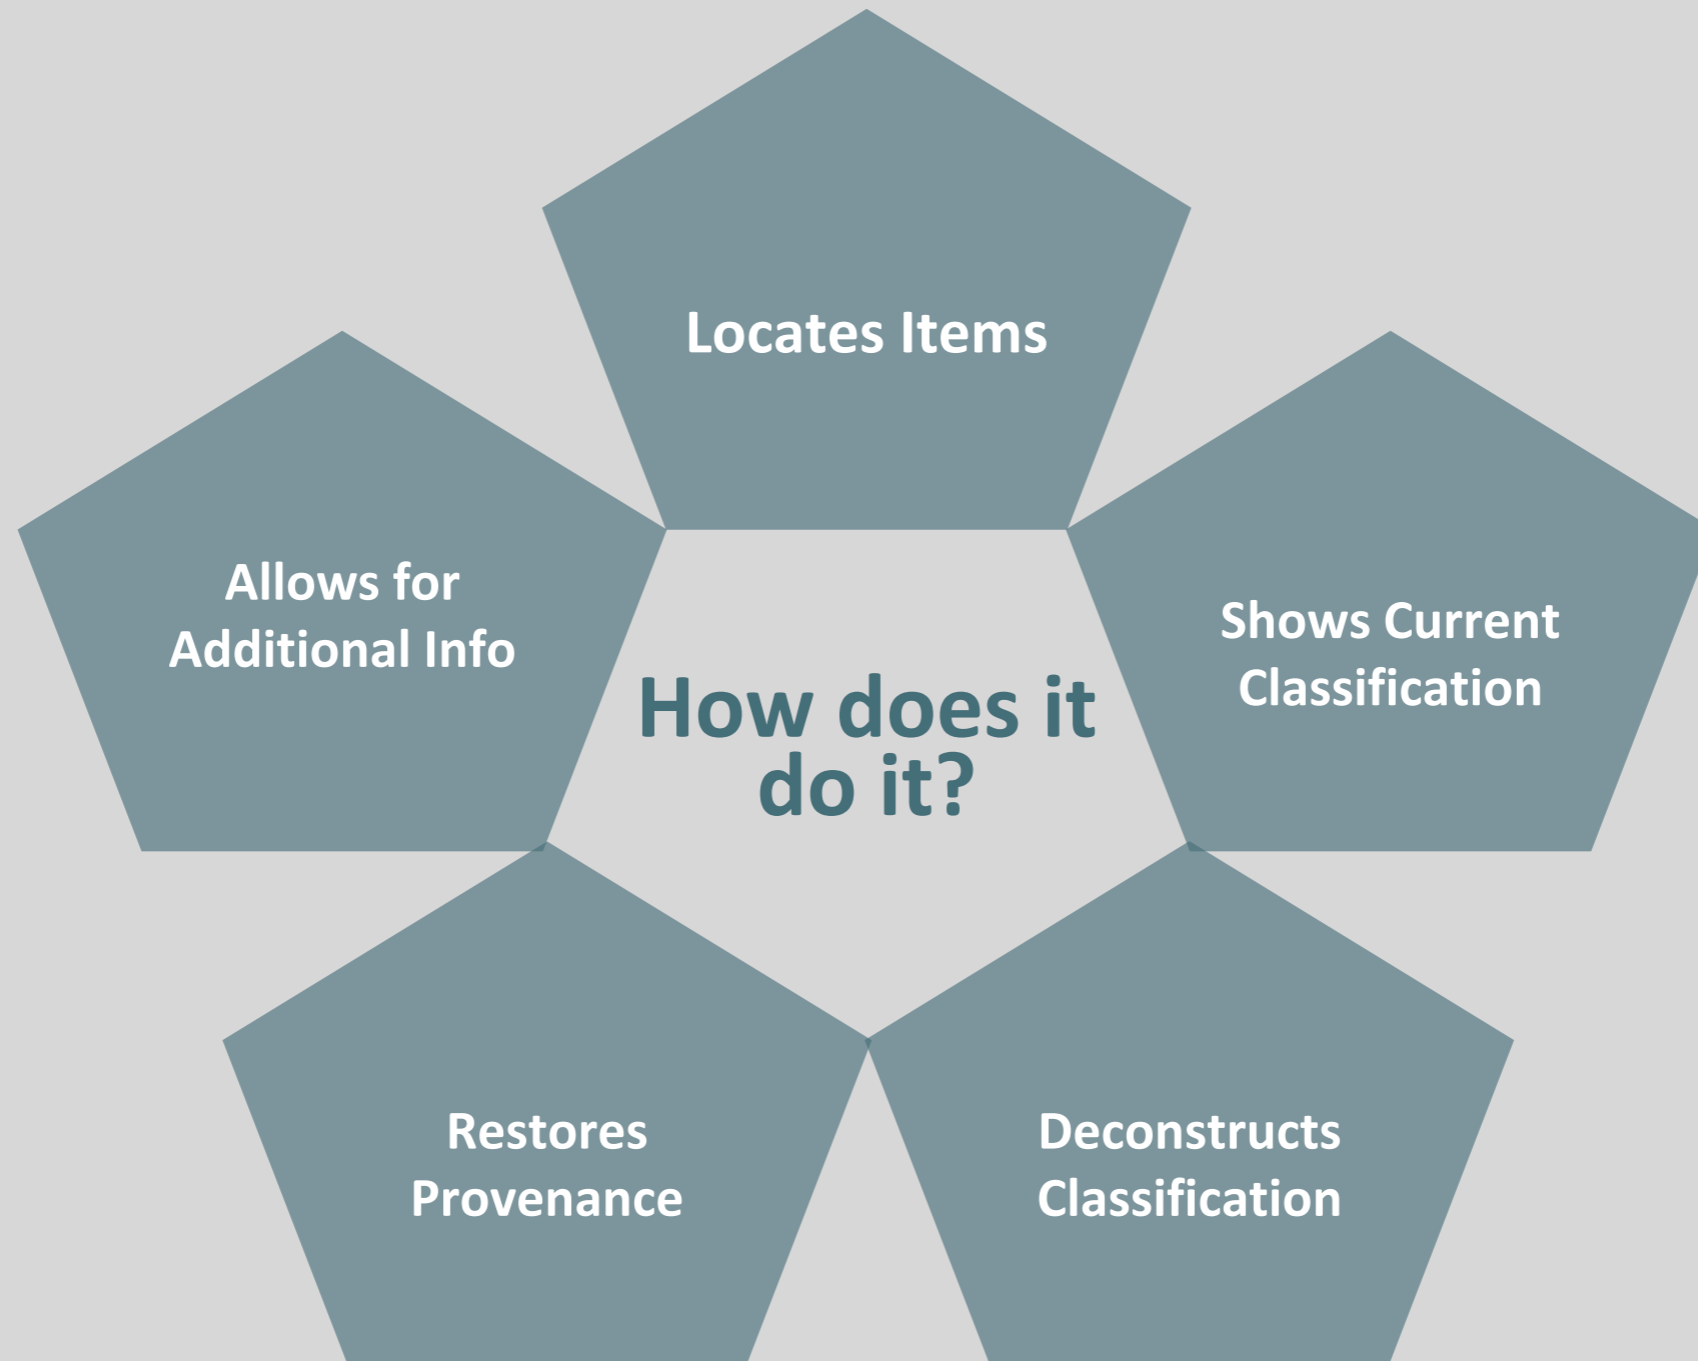 Locates Items
Allows for
Additional Info
Shows Current
Classification
How does it
do it?
Restores
Provenance
Deconstructs
Classification